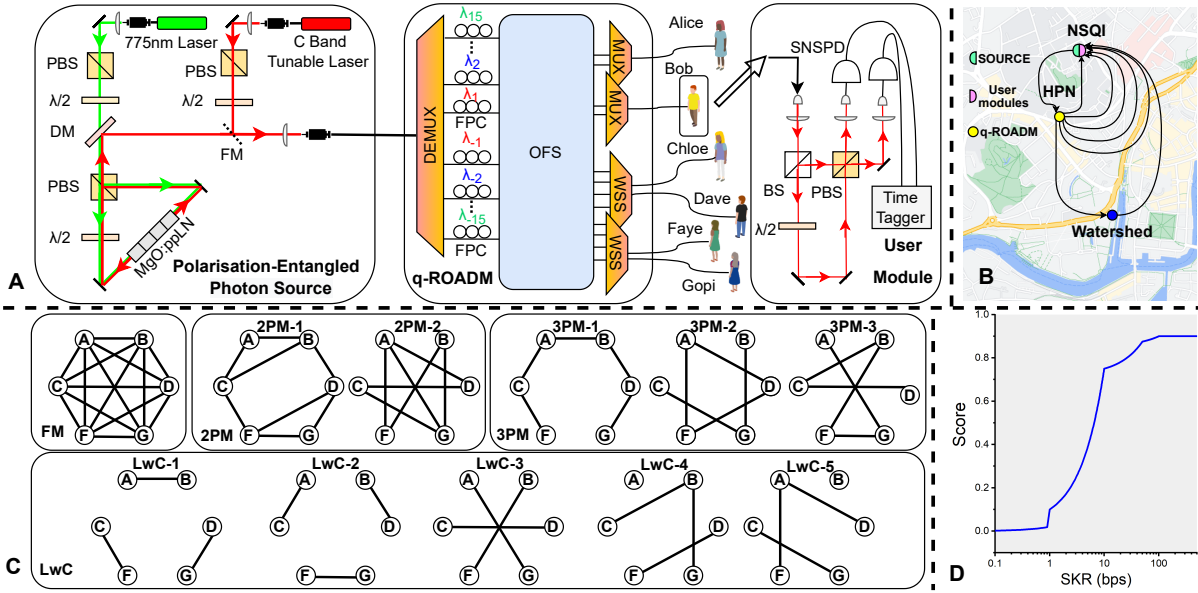 775nm Laser
C Band
Tunable Laser
PBS
PBS
λ/2
λ/2
DM
FM
PBS
λ/2
MgO:ppLN
Polarisation-Entangled
Photon Source
A
DEMUX
λ15
λ2
λ1
FPC
λ-1
λ-2
λ-15
FPC
OFS
MUX
MUX
WSS
WSS
q-ROADM
Alice
Bob
Chloe
Dave
Faye
Gopi
SNSPD
BS
PBS
λ/2
Time
Tagger
User
Module
B
SOURCE
User
modules
q-ROADM
NSQI
HPN
Watershed
C
A
B
C
D
F
G
FM
2PM-1
A
B
C
D
F
G
2PM-2
A
B
C
D
F
G
2PM
3PM-1
A
B
C
D
F
G
3PM-2
A
B
C
D
F
G
3PM-3
A
B
C
D
F
G
3PM
LwC-1
A
B
C
D
F
G
LwC-2
A
B
C
D
F
G
LwC-3
A
B
C
D
F
G
LwC-4
A
B
C
D
F
G
LwC-5
A
B
C
D
F
G
LwC
D
Score
1.0
0.8
0.6
0.4
0.2
0.0
0.1
1
10
100
SKR (bps)